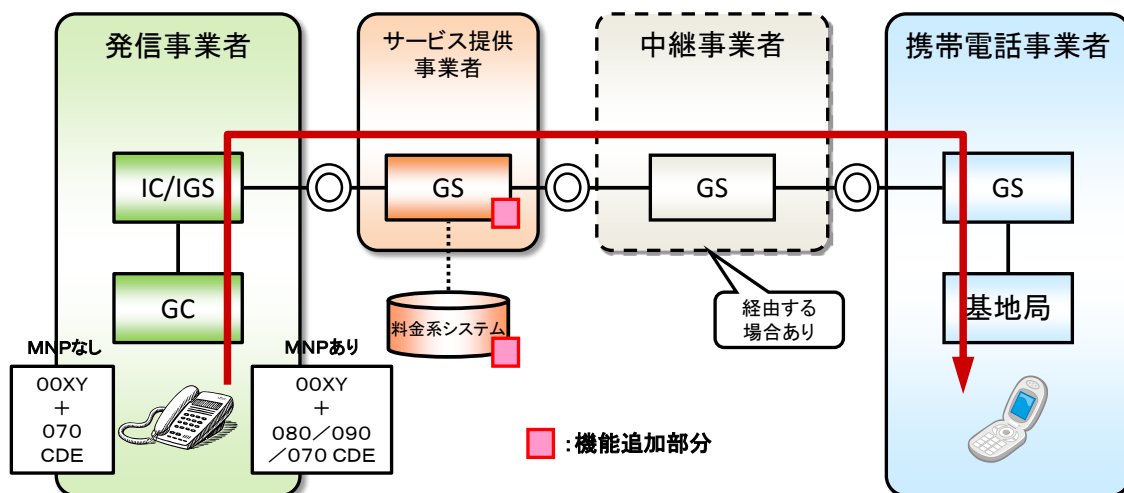 発信事業者
サービス提供
事業者
中継事業者
携帯電話事業者
IC/IGS
GS
GS
GS
GC
料金系システム
経由する
場合あり
基地局
MNPなし
00XY
+
070
CDE
MNPあり
00XY
+
080/090
/070 CDE
:機能追加部分